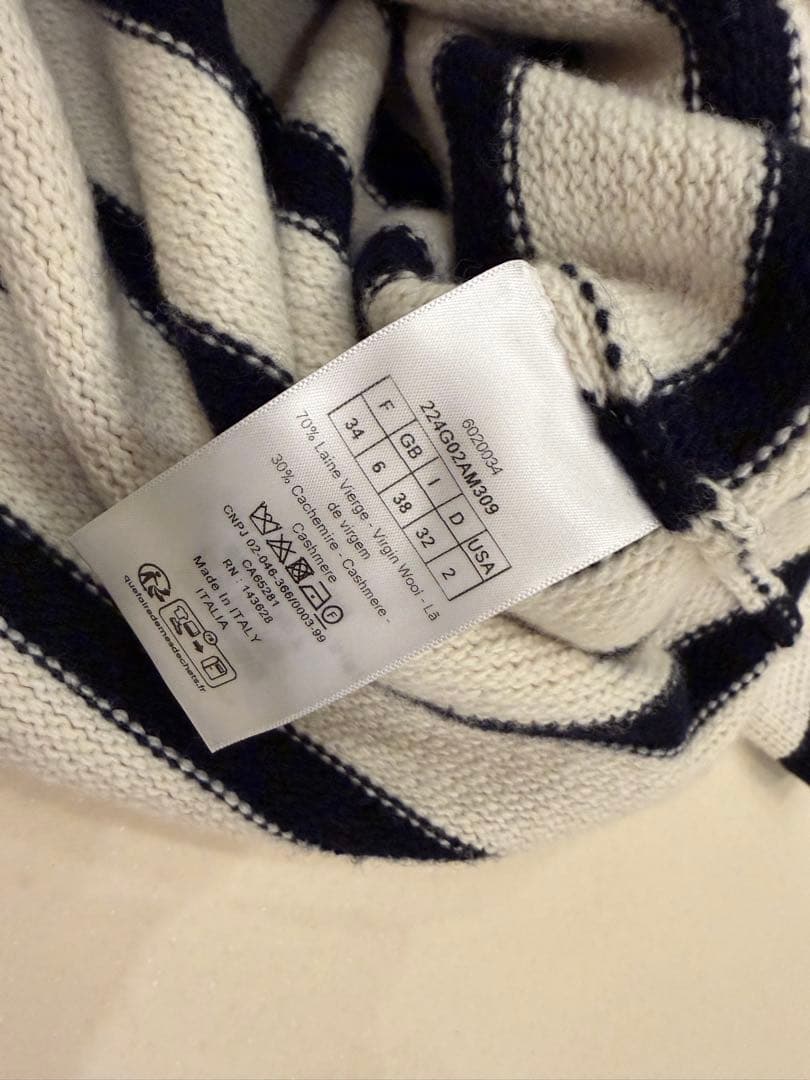 6020034
224G02AM309
F GB I D USA
34 6 38 32 2
70% Laine Vierge - Virgin Wool - Lã
de virgem
30% Cachemire - Cashmere -
Cashmere
P
CNPJ 02-046-366/0003-99
CA65281
RN : 143628
Made In ITALY
ITALIA
quefairedemesdechets.fr